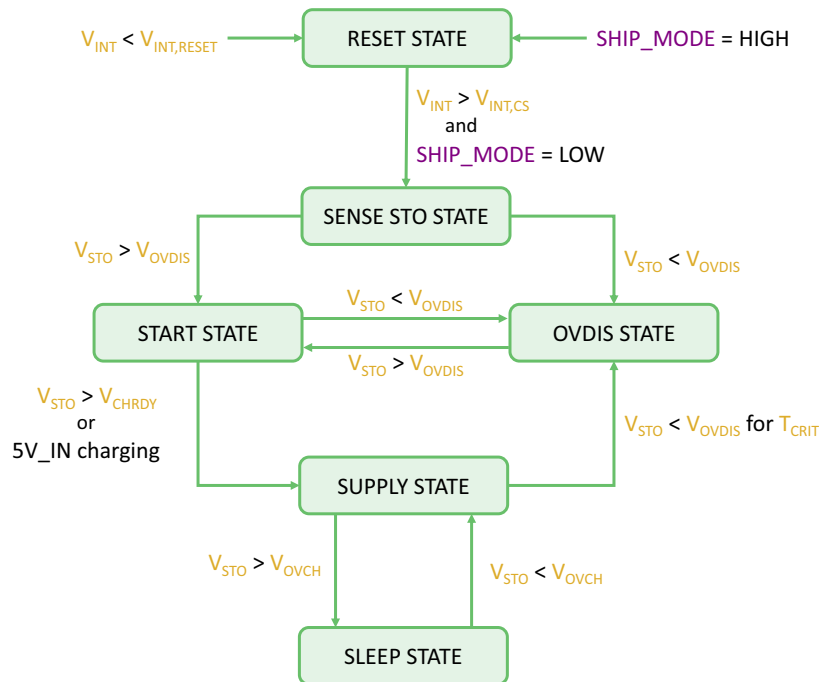 RESET STATE
V_INT < V_INT,RESET
SHIP_MODE = HIGH
V_INT > V_INT,CS
and
SHIP_MODE = LOW
SENSE STO STATE
V_STO > V_OVDIS
V_STO < V_OVDIS
V_STO < V_OVDIS
START STATE
OVDIS STATE
V_STO > V_OVDIS
V_STO > V_CHRDY
or
5V_IN charging
V_STO < V_OVDIS for T_CRIT
SUPPLY STATE
V_STO > V_OVCH
V_STO < V_OVCH
SLEEP STATE